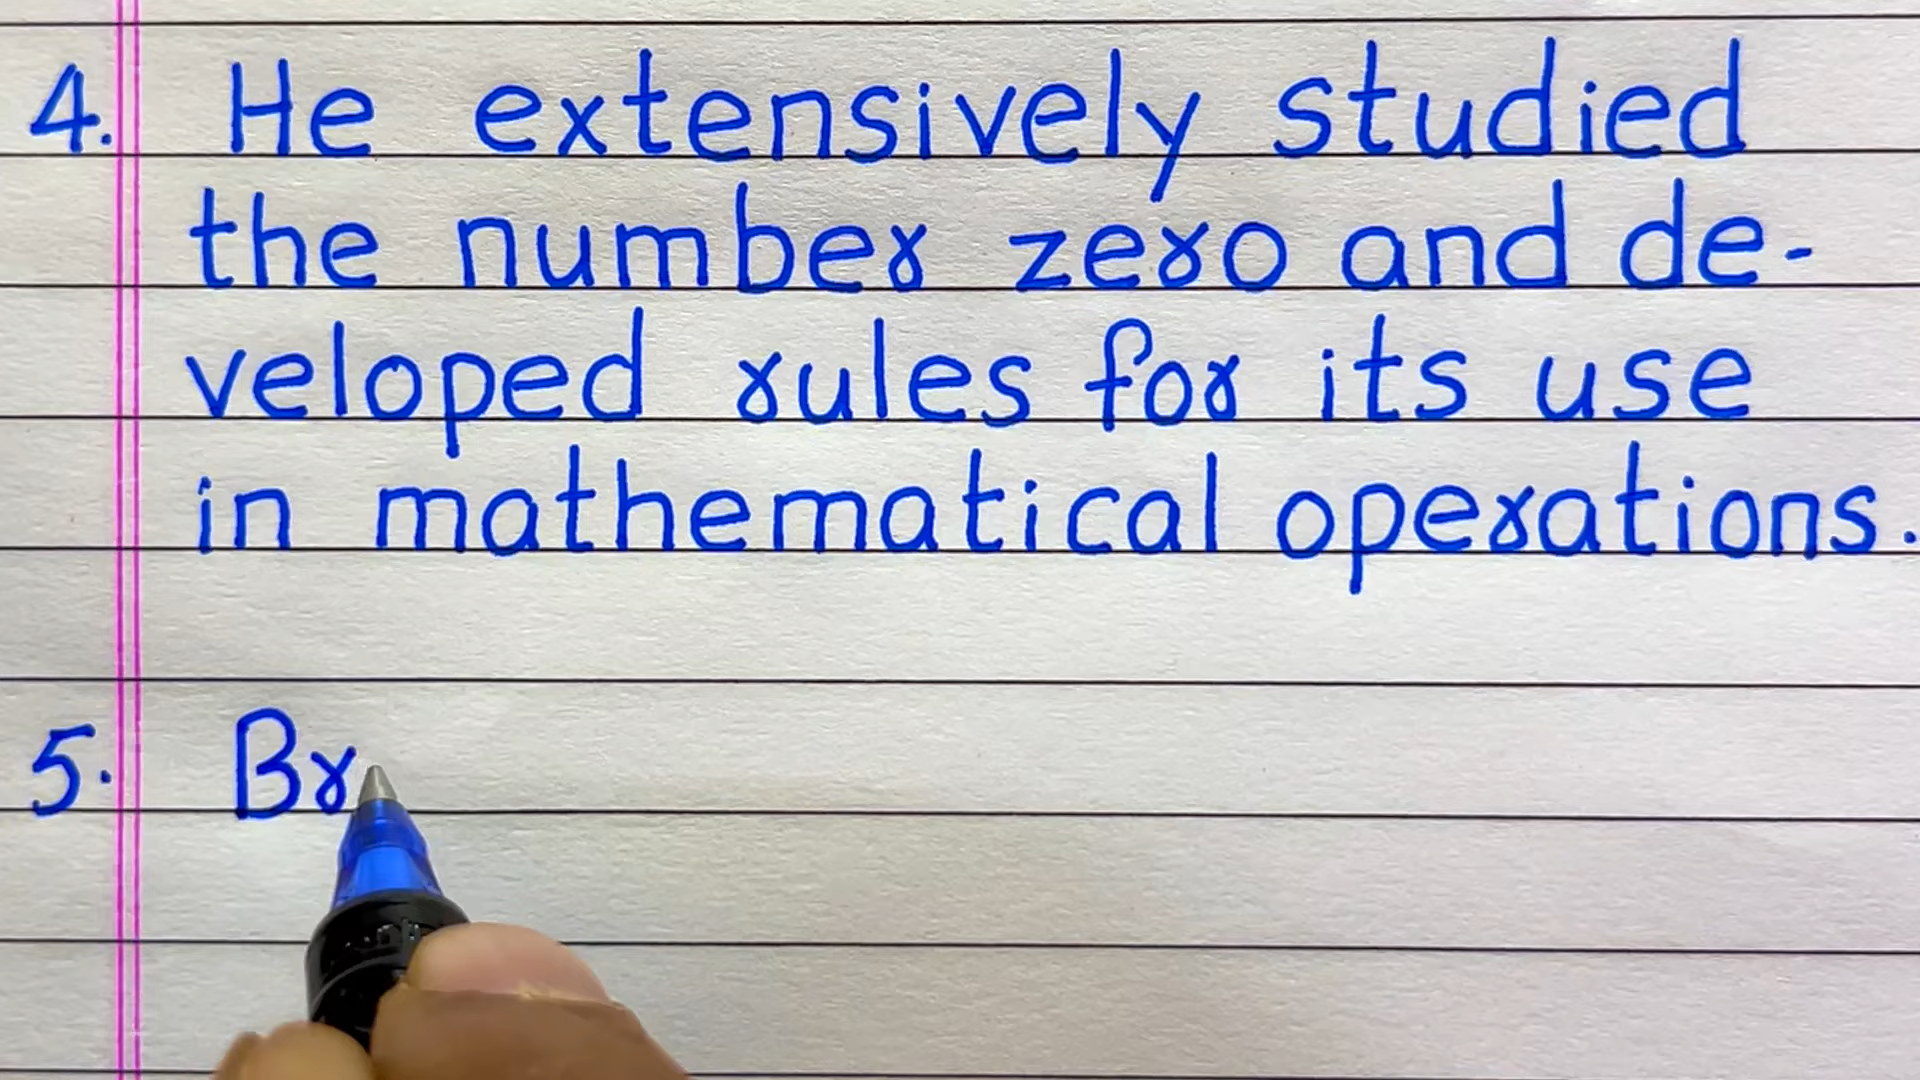 4. He extensively studied
the number zero and de-
veloped rules for its use
in mathematical operations.
5. Br